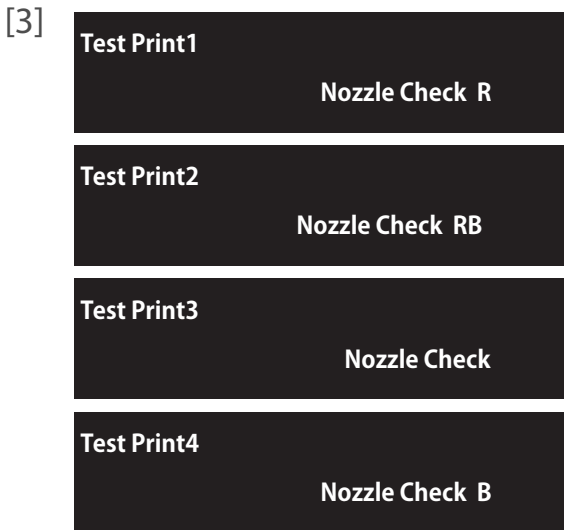 [3]
Test Print1
Nozzle Check R
Test Print2
Nozzle Check RB
Test Print3
Nozzle Check
Test Print4
Nozzle Check B